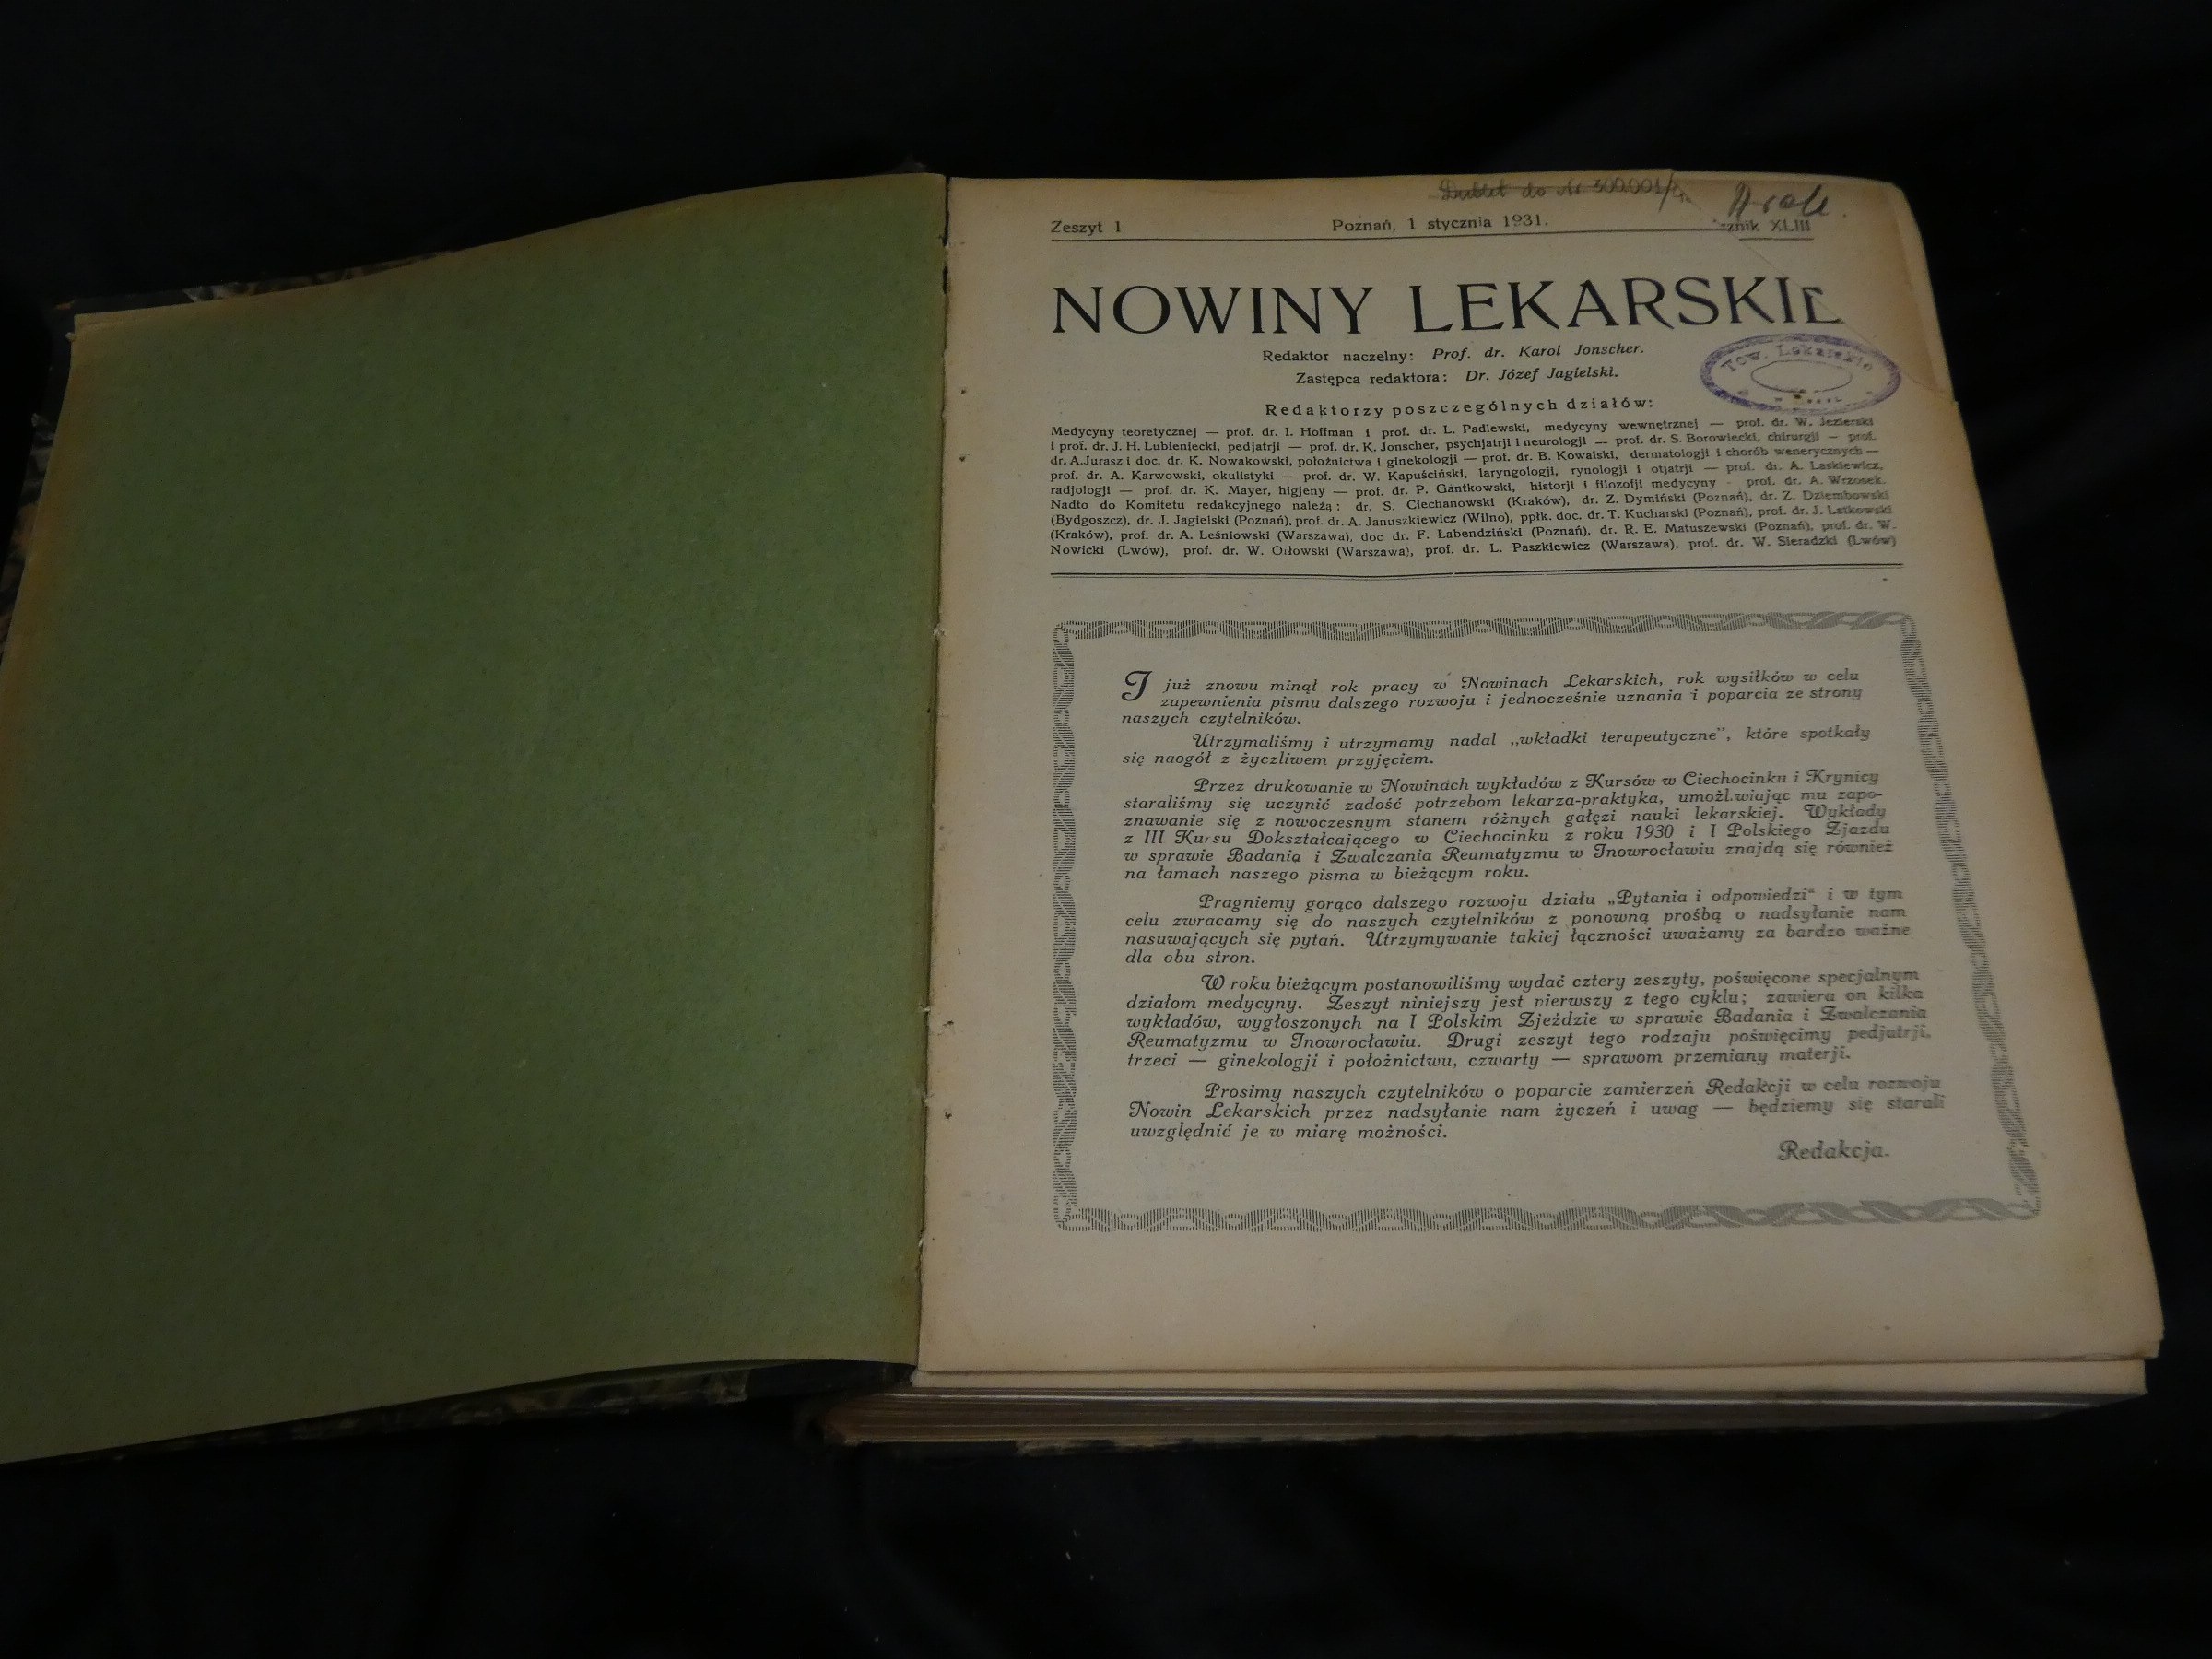 Dublet do Nr 300.001/
Zeszyt 1 Poznań, 1 stycznia 1931. cznik XLIII
NOWINY LEKARSKIE
Redaktor naczelny: Prof. dr. Karol Jonscher.
Zastępca redaktora: Dr. Józef Jagielski.
Tow. Lekarskie
Redaktorzy poszczególnych działów:
Medycyny teoretycznej — prof. dr. I. Hoffman i prof. dr. L. Padlewski, medycyny wewnętrznej — prof. dr. W. Jezierski
i prof. dr. J. H. Lubieniecki, pedjatrji — prof. dr. K. Jonscher, psychjatrji i neurologji — prof. dr. S. Borowiecki, chirurgji — prof.
dr. A.Jurasz i doc. dr. K. Nowakowski, położnictwa i ginekologji — prof. dr. B. Kowalski, dermatologji i chorób wenerycznych —
prof. dr. A. Karwowski, okulistyki — prof. dr. W. Kapuściński, laryngologji, rynologji i otjatrji — prof. dr. A. Laskiewicz,
radjologji — prof. dr. K. Mayer, higjeny — prof. dr. P. Gantkowski, historji i filozofji medycyny - prof. dr. A. Wrzosek.
Nadto do Komitetu redakcyjnego należą: dr. S. Ciechanowski (Kraków), dr. Z. Dymiński (Poznań), dr. Z. Dziembowski
(Bydgoszcz), dr. J. Jagielski (Poznań), prof. dr. A. Januszkiewicz (Wilno), ppłk. doc. dr. T. Kucharski (Poznań), prof. dr. J. Latkowski
(Kraków), prof. dr. A. Leśniowski (Warszawa), doc dr. F. Łabendziński (Poznań), dr. R. E. Matuszewski (Poznań), prof. dr. W.
Nowicki (Lwów), prof. dr. W. Orłowski (Warszawa), prof. dr. L. Paszkiewicz (Warszawa), prof. dr. W. Sieradzki (Lwów)
I już znowu minął rok pracy w Nowinach Lekarskich, rok wysiłków w celu
zapewnienia pismu dalszego rozwoju i jednocześnie uznania i poparcia ze strony
naszych czytelników.
Utrzymaliśmy i utrzymamy nadal „wkładki terapeutyczne", które spotkały
się naogół z życzliwem przyjęciem.
Przez drukowanie w Nowinach wykładów z Kursów w Ciechocinku i Krynicy
staraliśmy się uczynić zadość potrzebom lekarza-praktyka, umożl.wiając mu zapo-
znawanie się z nowoczesnym stanem różnych gałęzi nauki lekarskiej. Wykłady
z III Kursu Dokształcającego w Ciechocinku z roku 1930 i I Polskiego Zjazdu
w sprawie Badania i Zwalczania Reumatyzmu w Inowrocławiu znajdą się również
na łamach naszego pisma w bieżącym roku.
Pragniemy gorąco dalszego rozwoju działu „Pytania i odpowiedzi“ i w tym
celu zwracamy się do naszych czytelników z ponowną prośbą o nadsyłanie nam
nasuwających się pytań. Utrzymywanie takiej łączności uważamy za bardzo ważne
dla obu stron.
W roku bieżącym postanowiliśmy wydać cztery zeszyty, poświęcone specjalnym
działom medycyny. Zeszyt niniejszy jest pierwszy z tego cyklu; zawiera on kilka
wykładów, wygłoszonych na I Polskim Zjeździe w sprawie Badania i Zwalczania
Reumatyzmu w Inowrocławiu. Drugi zeszyt tego rodzaju poświęcimy pedjatrji,
trzeci — ginekologji i położnictwu, czwarty — sprawom przemiany materji.
Prosimy naszych czytelników o poparcie zamierzeń Redakcji w celu rozwoju
Nowin Lekarskich przez nadsyłanie nam życzeń i uwag — będziemy się starali
uwzględnić je w miarę możności.
Redakcja.